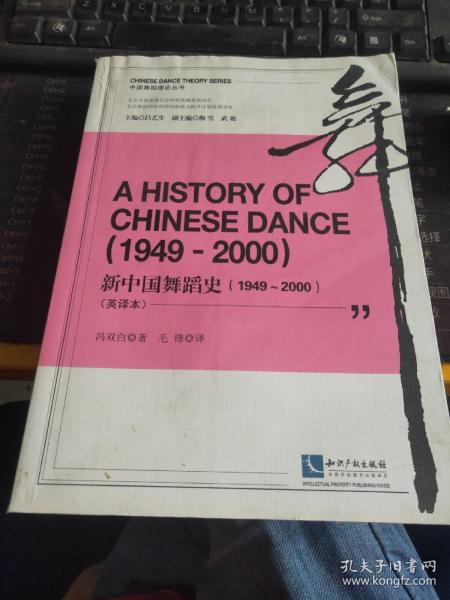 CHINESE DANCE THEORY SERIES
中国舞蹈理论丛书
主编◎吕艺生 副主编◎梅雪 武艳
舞
A HISTORY OF
CHINESE DANCE
(1949 - 2000)
新中国舞蹈史(1949~2000)
(英译本)
”
冯双白◎著 毛锋◎译
知识产权出版社
INTELLECTUAL PROPERTY PUBLISHING HOUSE
孔夫子旧书网
www.kongfz.com